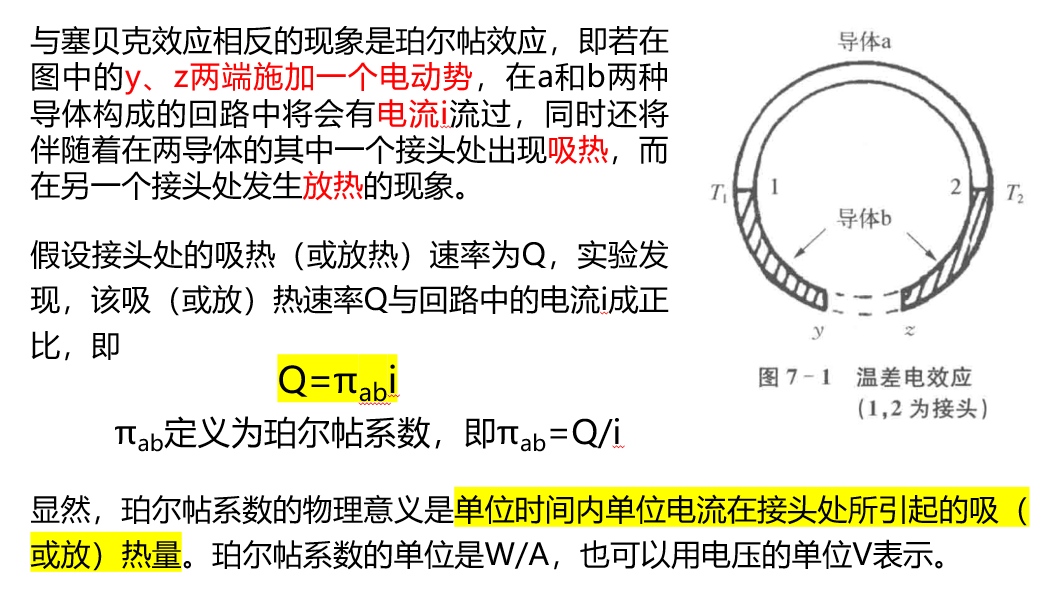 与塞贝克效应相反的现象是珀尔帖效应，即若在
图中的y、z两端施加一个电动势，在a和b两种
导体构成的回路中将会有电流i流过，同时还将
伴随着在两导体的其中一个接头处出现吸热，而
在另一个接头处发生放热的现象。
假设接头处的吸热（或放热）速率为Q，实验发
现，该吸（或放）热速率Q与回路中的电流i成正
比，即
Q=πabi
πab定义为珀尔帖系数，即πab=Q/i
显然，珀尔帖系数的物理意义是单位时间内单位电流在接头处所引起的吸（
或放）热量。珀尔帖系数的单位是W/A，也可以用电压的单位V表示。
导体a
T1 1 2 T2
导体b
y z
图 7-1 温差电效应
(1,2 为接头)